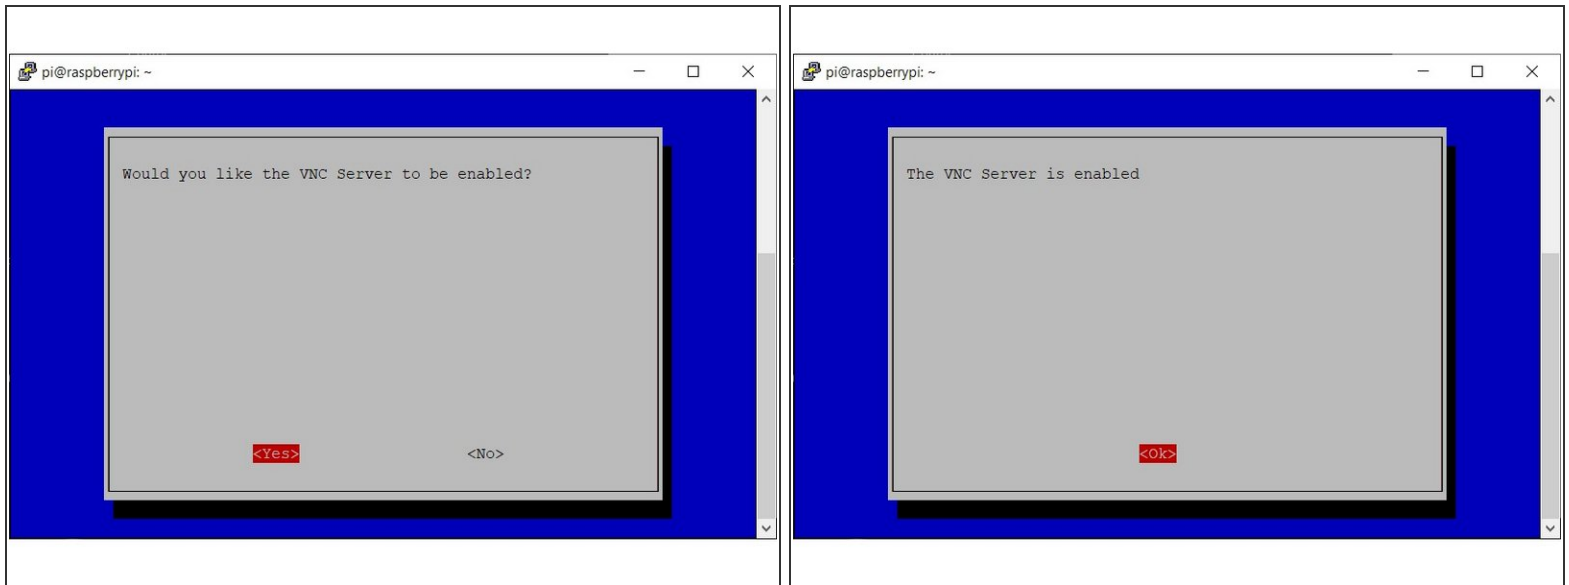 pi@raspberrypi: ~
Would you like the VNC Server to be enabled?
<Yes> <No>
pi@raspberrypi: ~
The VNC Server is enabled
<Ok>